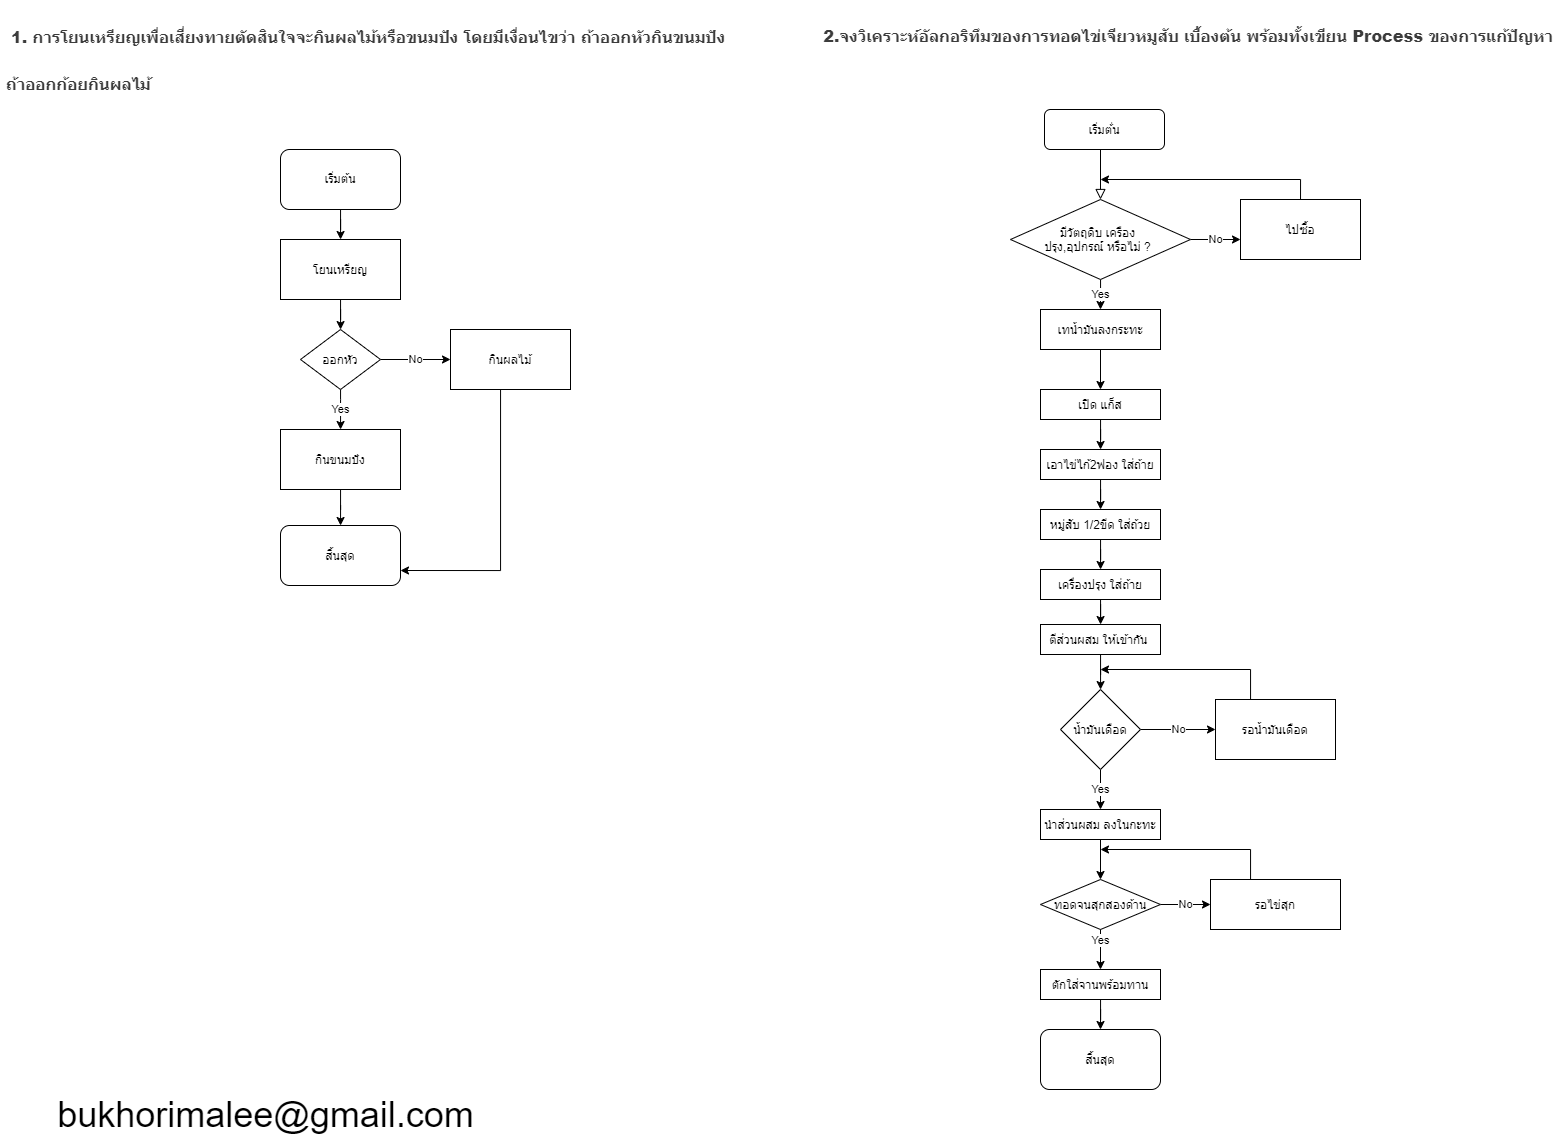 1. การโยนเหรียญเพื่อเสี่ยงทายตัดสินใจจะกินผลไม้หรือขนมปัง โดยมีเงื่อนไขว่า ถ้าออกหัวกินขนมปัง
ถ้าออกก้อยกินผลไม้
เริ่มต้น
โยนเหรียญ
ออกหัว
No
กินผลไม้
Yes
กินขนมปัง
สิ้นสุด
2.จงวิเคราะห์อัลกอริทึมของการทอดไข่เจียวหมูสับ เบื้องต้น พร้อมทั้งเขียน Process ของการแก้ปัญหา
เริ่มต้น
มีวัตถุดิบ เครื่อง
ปรุง,อุปกรณ์ หรือไม่ ?
No
ไปซื้อ
Yes
เทน้ำมันลงกระทะ
เปิด แก็ส
เอาไข่ไก่2ฟอง ใส่ถ้าย
หมู่สับ 1/2ขีด ใส่ถ้วย
เครื่องปรุง ใส่ถ้าย
ตีส่วนผสม ให้เข้ากัน
น้ำมันเดือด
No
รอน้ำมันเดือด
Yes
นำส่วนผสม ลงในกะทะ
ทอดจนสุกสองด้าน
No
รอไข่สุก
Yes
ตักใส่จานพร้อมทาน
สิ้นสุด
bukhorimalee@gmail.com